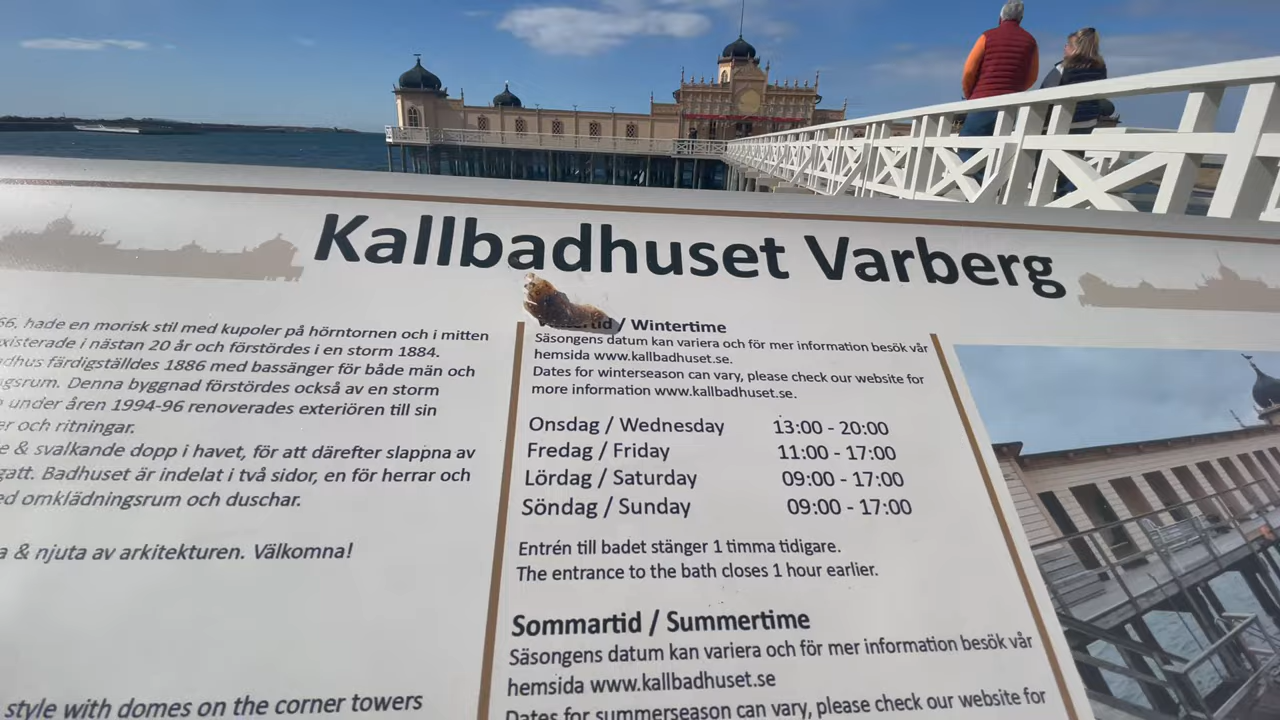 Kallbadhuset Varberg
66, hade en morisk stil med kupoler på hörntornen och i mitten
xisterade i nästan 20 år och förstördes i en storm 1884.
adhus färdigställdes 1886 med bassänger för både män och
gsrum. Denna byggnad förstördes också av en storm
under åren 1994-96 renoverades exteriören till sin
er och ritningar.
e & svalkande dopp i havet, för att därefter slappna av
gatt. Badhuset är indelat i två sidor, en för herrar och
ed omklädningsrum och duschar.
a & njuta av arkitekturen. Välkomna!
style with domes on the corner towers
/ Wintertime
Säsongens datum kan variera och för mer information besök vår
hemsida www.kallbadhuset.se.
Dates for winterseason can vary, please check our website for
more information www.kallbadhuset.se.
Onsdag / Wednesday 13:00 - 20:00
Fredag / Friday 11:00 - 17:00
Lördag / Saturday 09:00 - 17:00
Söndag / Sunday 09:00 - 17:00
Entrén till badet stänger 1 timma tidigare.
The entrance to the bath closes 1 hour earlier.
Sommartid / Summertime
Säsongens datum kan variera och för mer information besök vår
hemsida www.kallbadhuset.se
Dates for summerseason can vary, please check our website for